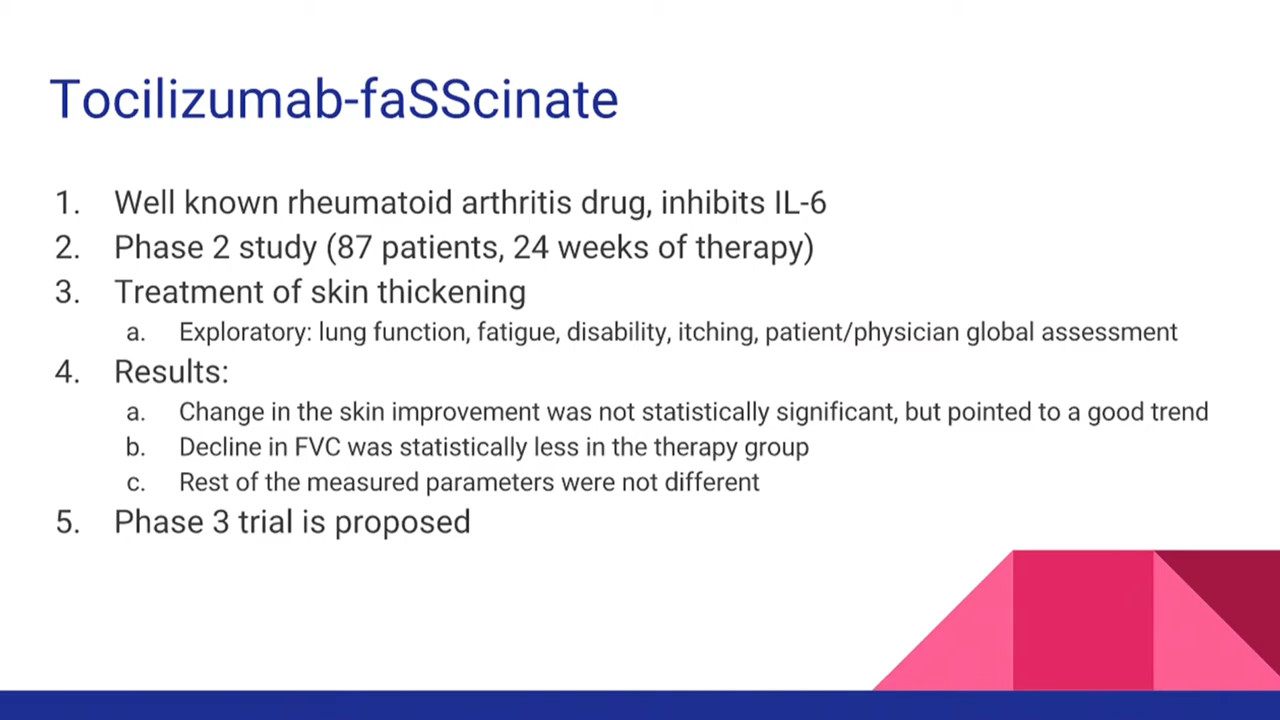 Tocilizumab-faSScinate
1. Well known rheumatoid arthritis drug, inhibits IL-6
2. Phase 2 study (87 patients, 24 weeks of therapy)
3. Treatment of skin thickening
a. Exploratory: lung function, fatigue, disability, itching, patient/physician global assessment
4. Results:
a. Change in the skin improvement was not statistically significant, but pointed to a good trend
b. Decline in FVC was statistically less in the therapy group
c. Rest of the measured parameters were not different
5. Phase 3 trial is proposed